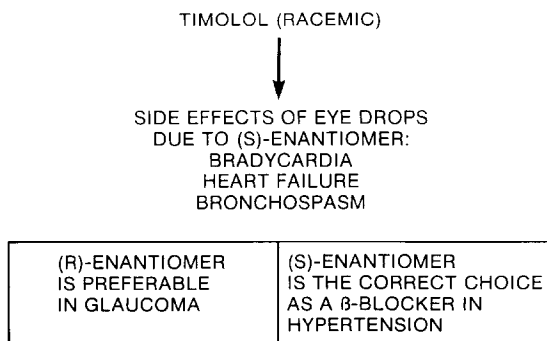 TIMOLOL (RACEMIC)
SIDE EFFECTS OF EYE DROPS
DUE TO (S)-ENANTIOMER:
BRADYCARDIA
HEART FAILURE
BRONCHOSPASM
(R)-ENANTIOMER
IS PREFERABLE
IN GLAUCOMA
(S)-ENANTIOMER
IS THE CORRECT CHOICE
AS A ß-BLOCKER IN
HYPERTENSION